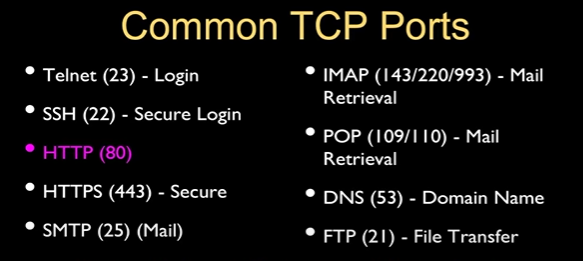 Common TCP Ports
• Telnet (23) - Login
• SSH (22) - Secure Login
• HTTP (80)
• HTTPS (443) - Secure
• SMTP (25) (Mail)
• IMAP (143/220/993) - Mail
Retrieval
• POP (109/110) - Mail
Retrieval
• DNS (53) - Domain Name
• FTP (21) - File Transfer